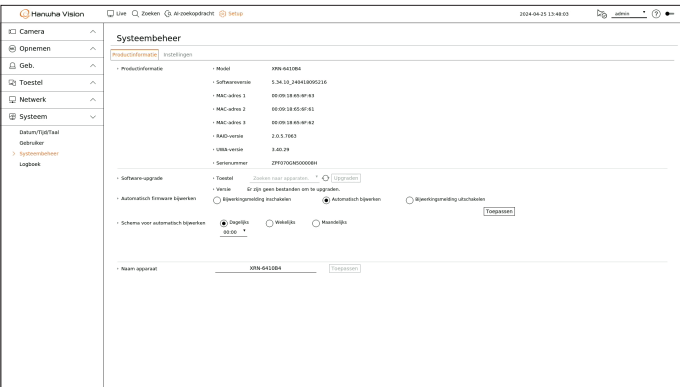 Hanwha Vision
Live Zoeken AI-zoekopdracht Setup 2024-04-25 13:48:03 admin
Camera
Opnemen
Geb.
Toestel
Netwerk
Systeem
Datum/Tijd/Taal
Gebruiker
Systeembeheer
Logboek
Systeembeheer
Productinformatie Instellingen
Productinformatie
Model XRN-6410B4
Softwareversie 5.34.10_240418095216
MAC-adres 1 00:09:18:65:6F:63
MAC-adres 2 00:09:18:65:6F:61
MAC-adres 3 00:09:18:65:6F:62
RAID-versie 2.0.5.7063
UWA-versie 3.40.29
Serienummer ZPF070GN500008H
Software-upgrade Toestel Zoeken naar apparaten. Upgraden
Versie Er zijn geen bestanden om te upgraden.
Automatisch firmware bijwerken Bijwerkingsmelding inschakelen Automatisch bijwerken Bijwerkingsmelding uitschakelen
Toepassen
Schema voor automatisch bijwerken Dagelijks Wekelijks Maandelijks
00:00
Naam apparaat XRN-6410B4 Toepassen